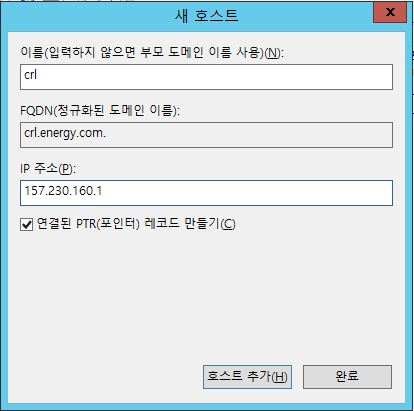 새 호스트
x
이름(입력하지 않으면 부모 도메인 이름 사용)(N):
crl
FQDN(정규화된 도메인 이름):
crl.energy.com.
IP 주소(P):
157.230.160.1
연결된 PTR(포인터) 레코드 만들기(C)
호스트 추가(H)
완료